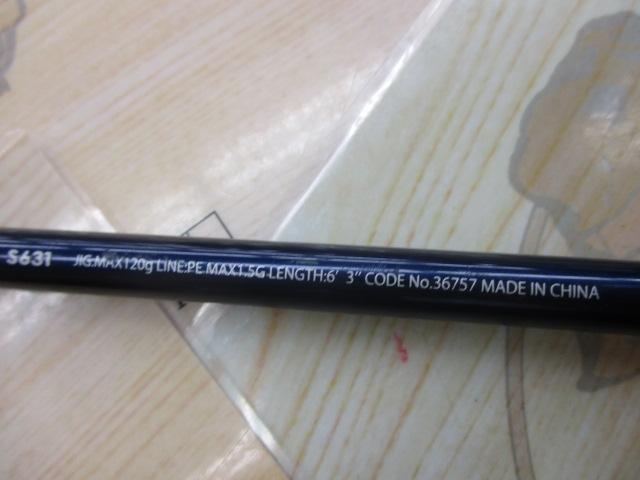 S631 JIG.MAX120g LINE:PE MAX1.5G LENGTH:6' 3" CODE No.36757 MADE IN CHINA